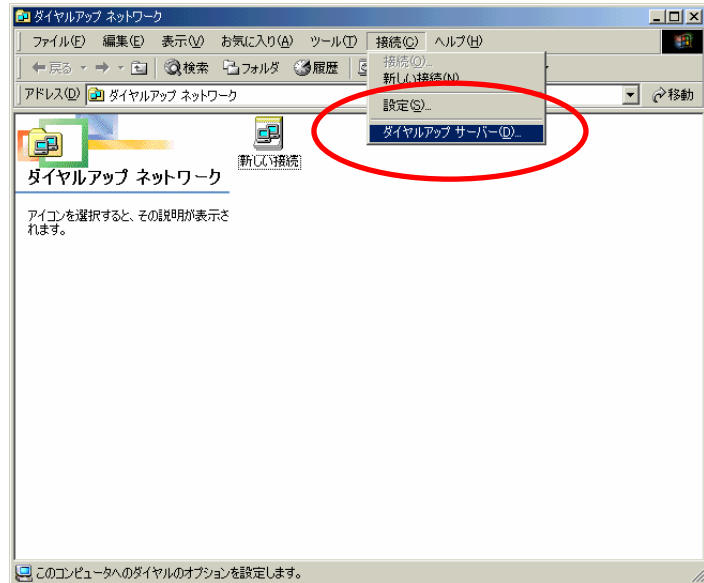 ダイヤルアップ ネットワーク
ファイル(F) 編集(E) 表示(V) お気に入り(A) ツール(T) 接続(C) ヘルプ(H)
戻る 検索 フォルダ 履歴
接続(O)...
新しい接続(N)...
設定(S)...
ダイヤルアップ サーバー(D)...
アドレス(D) ダイヤルアップ ネットワーク 移動
新しい接続
ダイヤルアップ ネットワーク
アイコンを選択すると、その説明が表示さ
れます。
このコンピュータへのダイヤルのオプションを設定します。